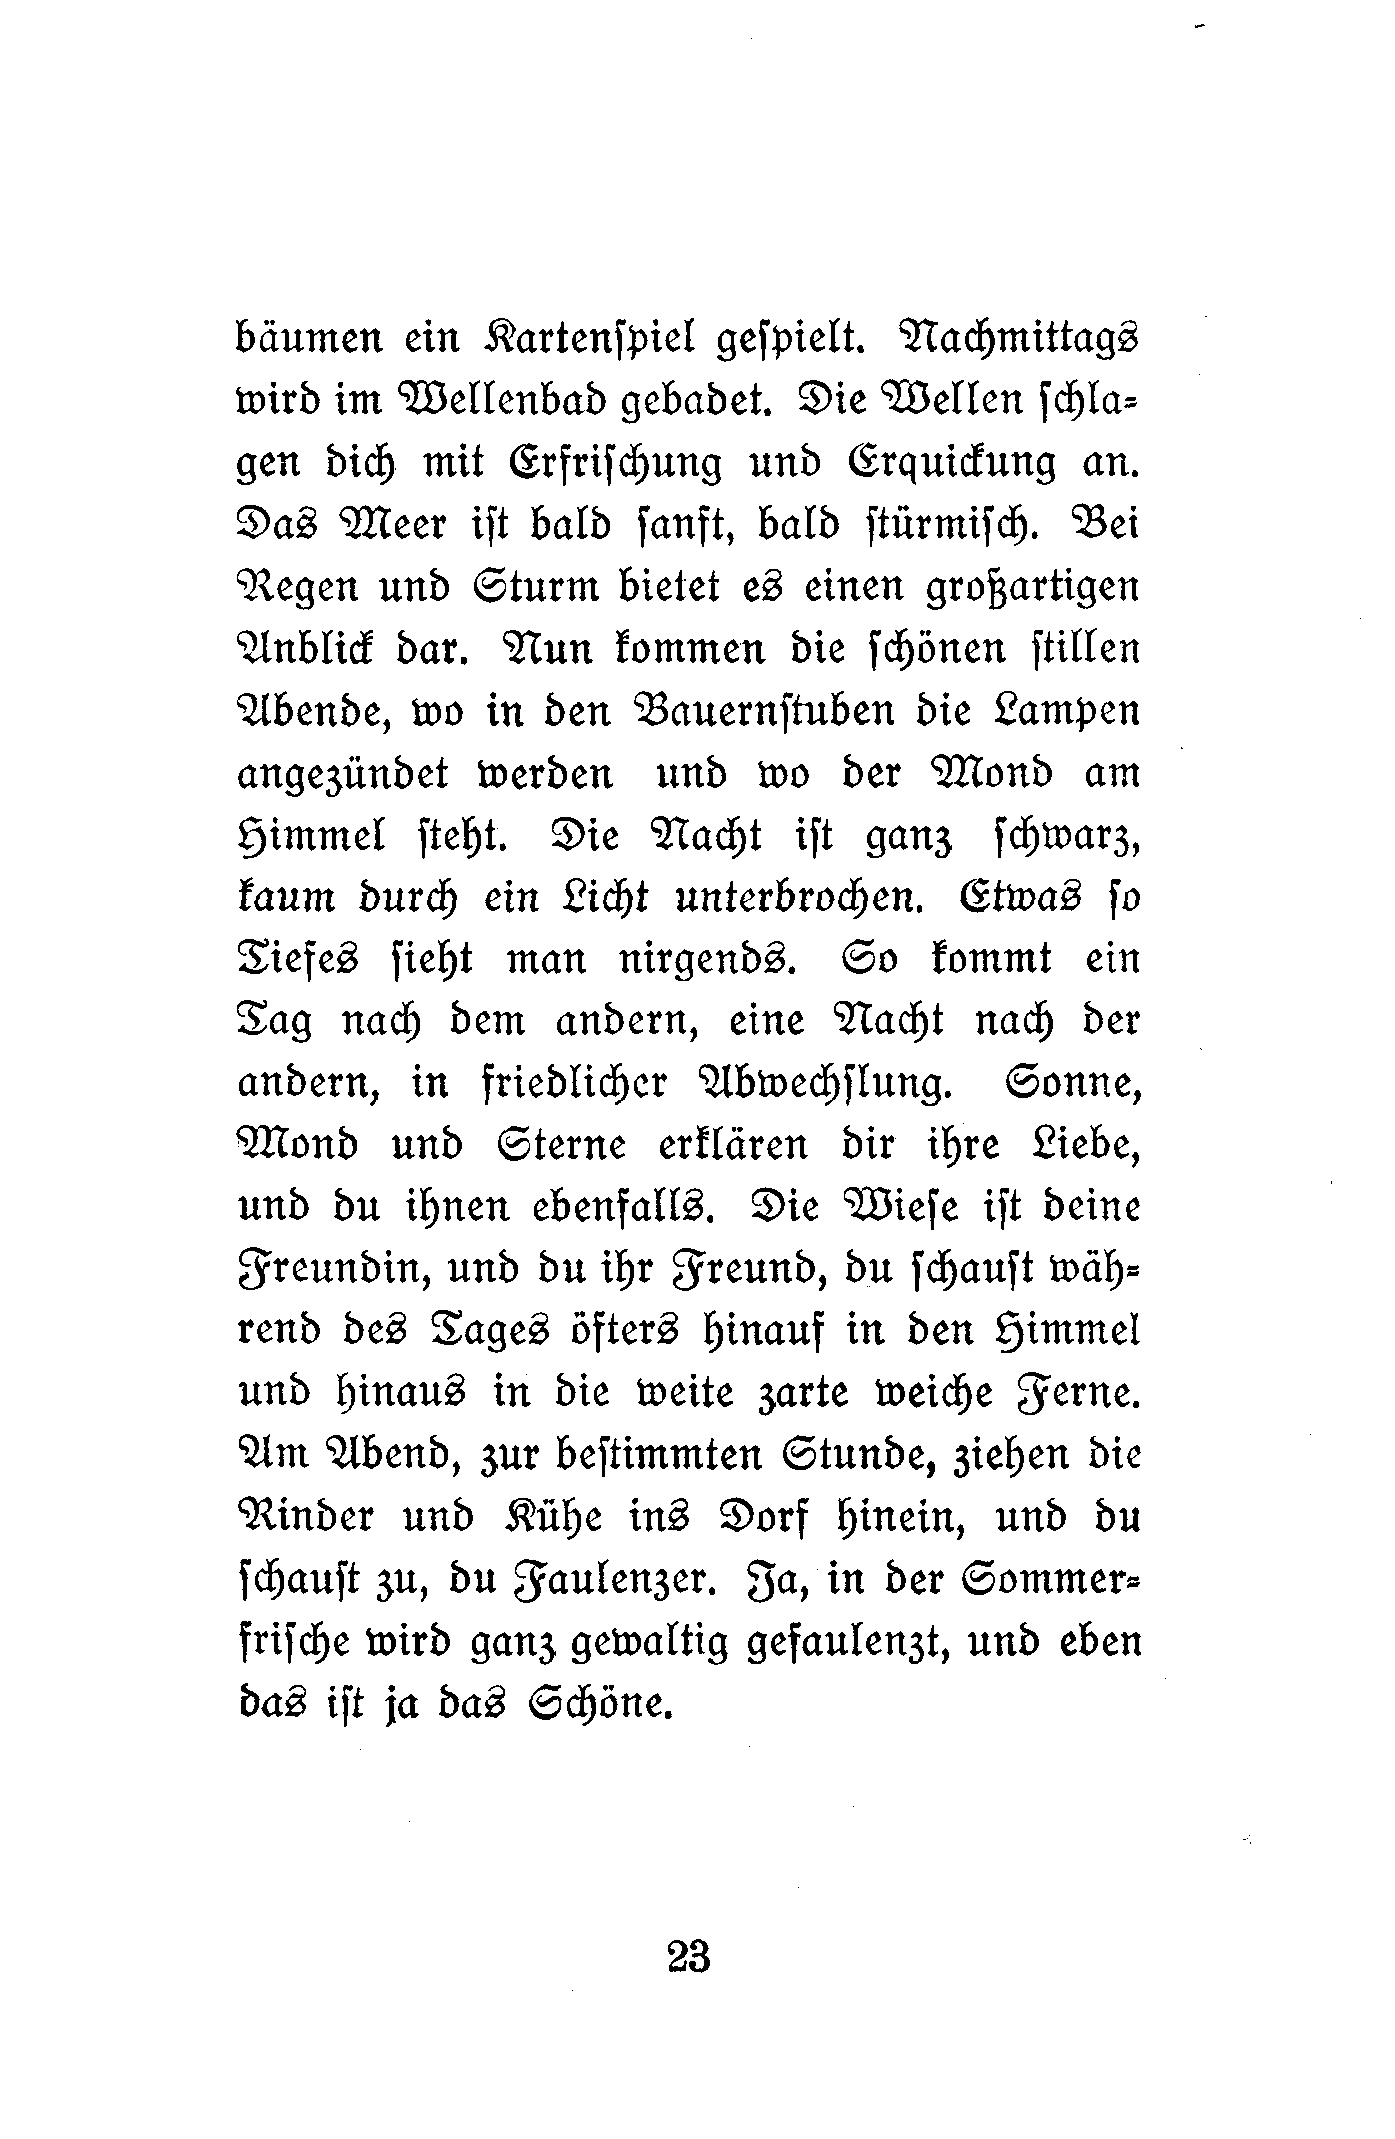 bäumen ein Kartenſpiel geſpielt. Nachmittags
wird im Wellenbad gebadet. Die Wellen ſchla⸗
gen dich mit Erfriſchung und Erquickung an.
Das Meer iſt bald ſanft, bald ſtürmiſch. Bei
Regen und Sturm bietet es einen großartigen
Anblick dar. Nun kommen die ſchönen ſtillen
Abende, wo in den Bauernſtuben die Lampen
angezündet werden und wo der Mond am
Himmel ſteht. Die Nacht iſt ganz ſchwarz,
kaum durch ein Licht unterbrochen. Etwas ſo
Tiefes ſieht man nirgends. So kommt ein
Tag nach dem andern, eine Nacht nach der
andern, in friedlicher Abwechſlung. Sonne,
Mond und Sterne erklären dir ihre Liebe,
und du ihnen ebenfalls. Die Wieſe iſt deine
Freundin, und du ihr Freund, du ſchauſt wäh⸗
rend des Tages öfters hinauf in den Himmel
und hinaus in die weite zarte weiche Ferne.
Am Abend, zur beſtimmten Stunde, ziehen die
Rinder und Kühe ins Dorf hinein, und du
ſchauſt zu, du Faulenzer. Ja, in der Sommer⸗
friſche wird ganz gewaltig gefaulenzt, und eben
das iſt ja das Schöne.
23